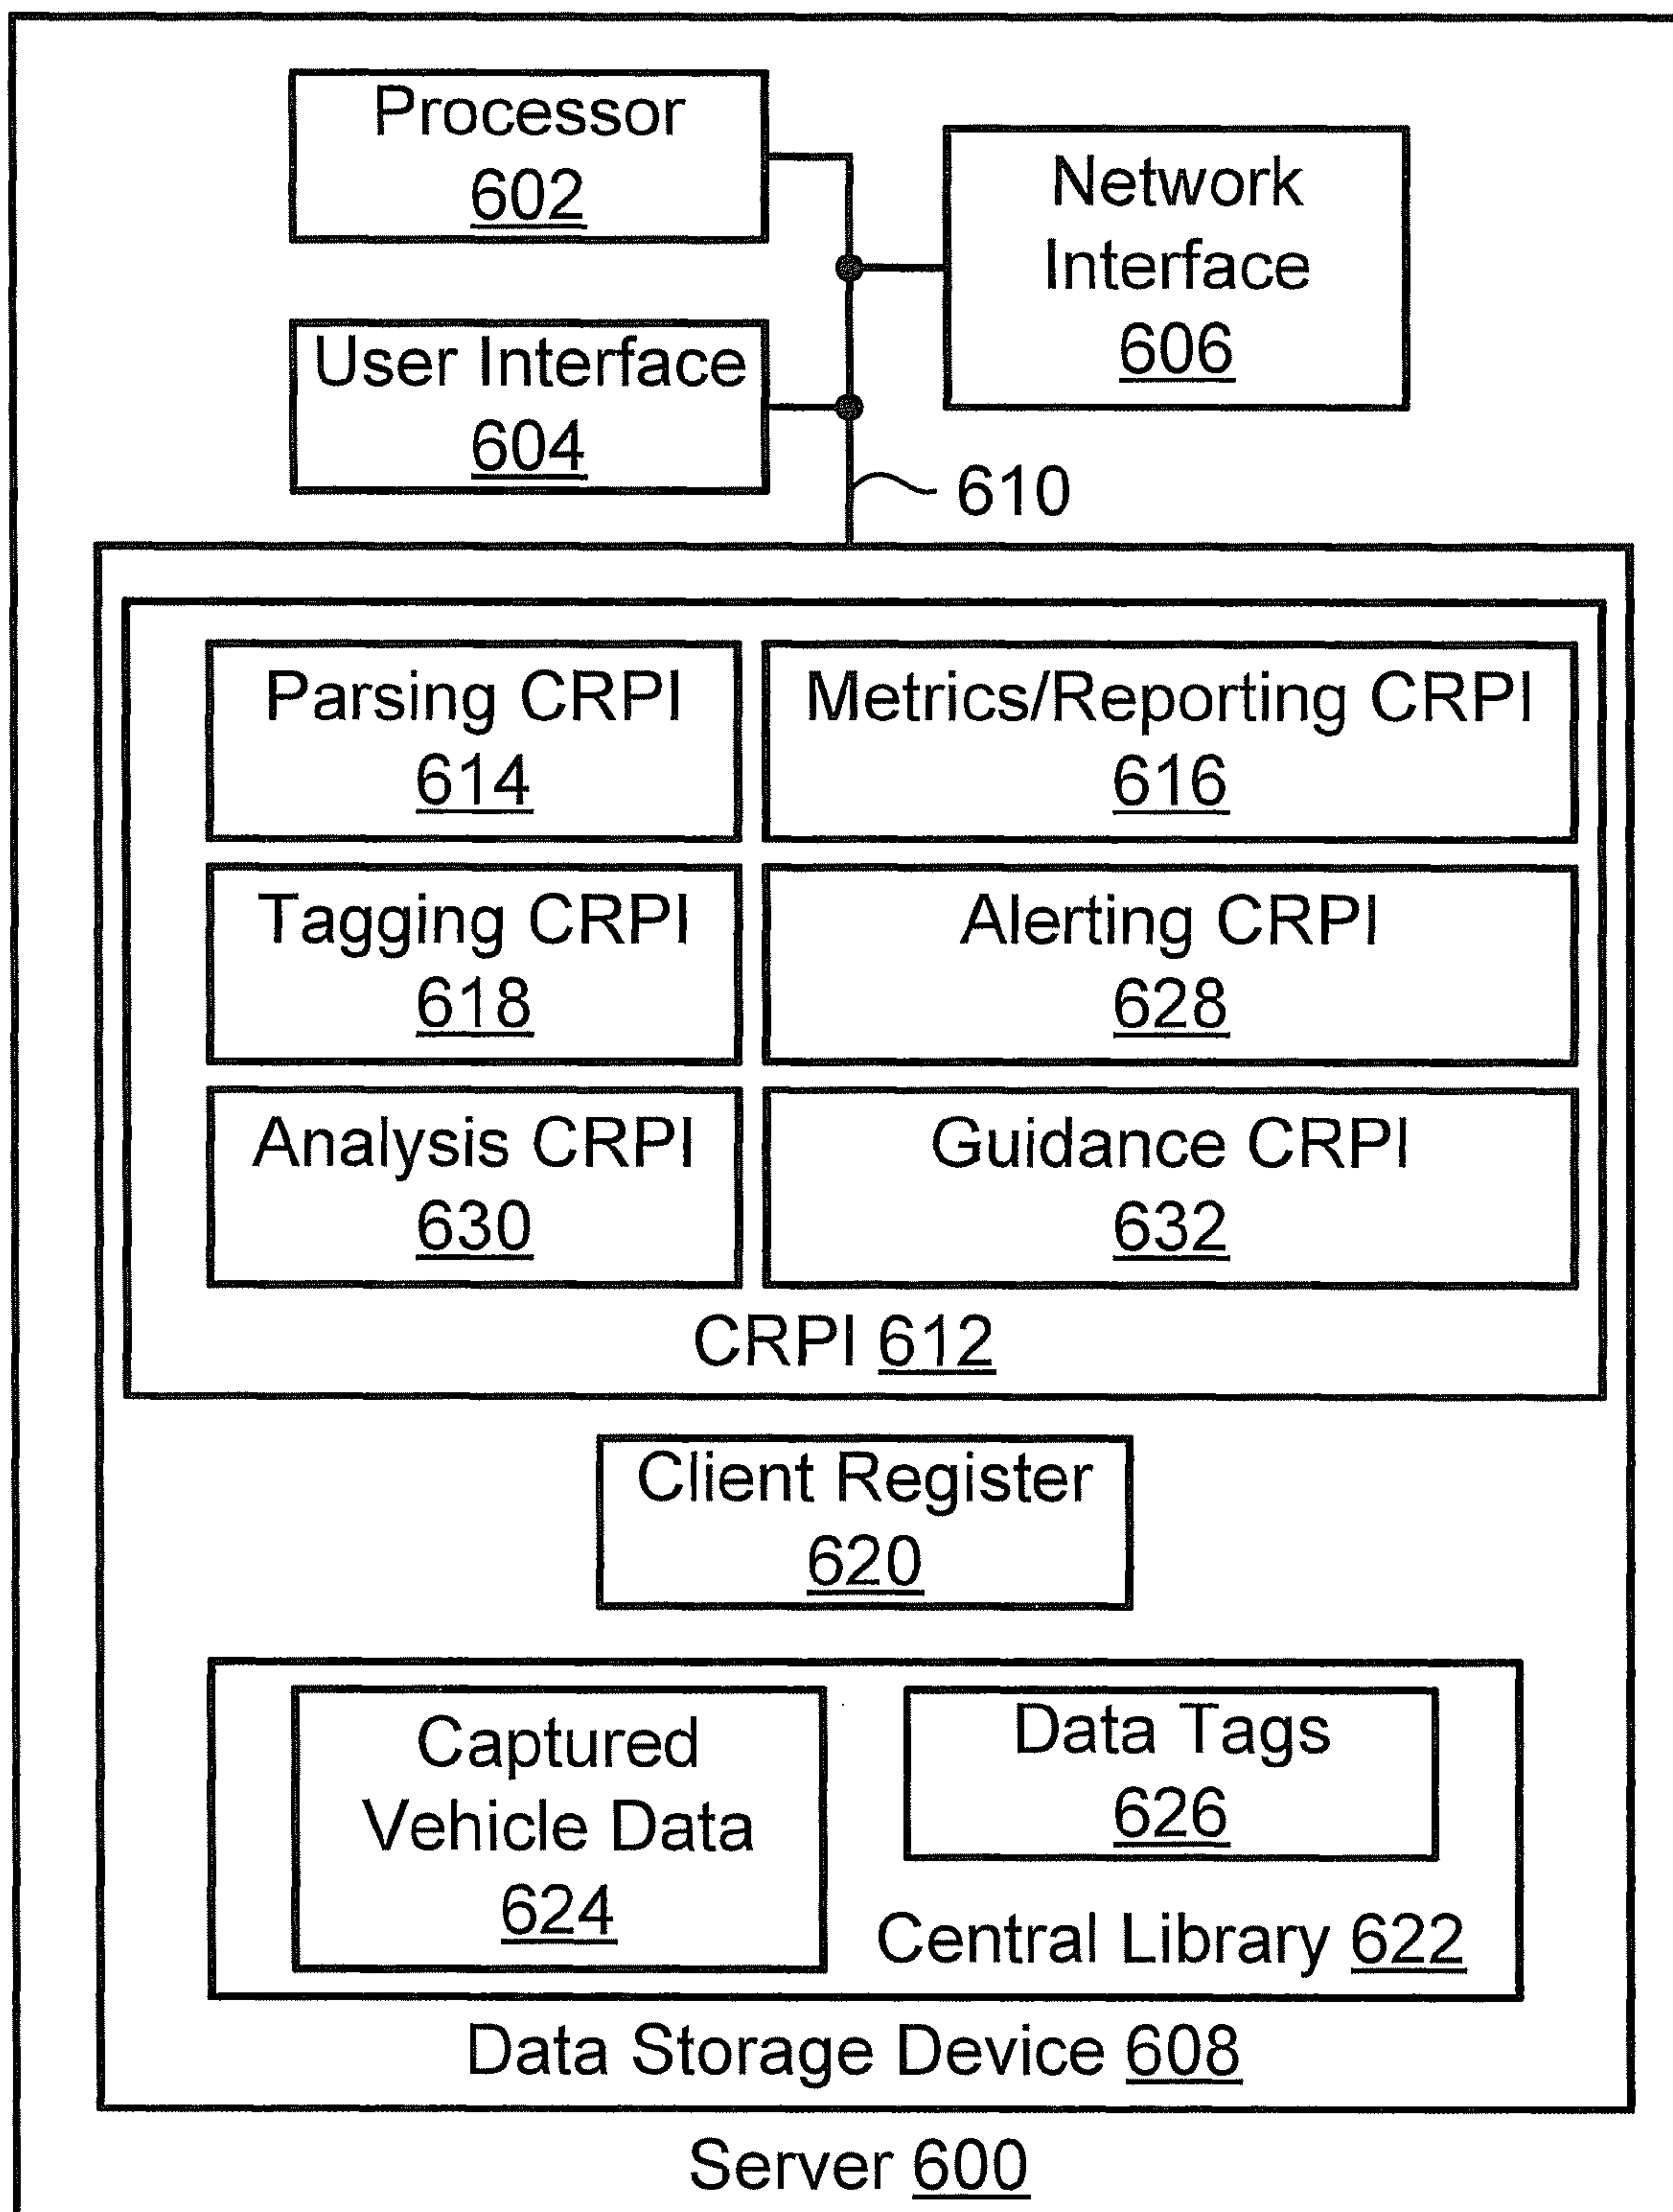 Processor
602
Network
Interface
606
User Interface
604
610
Parsing CRPI
614
Metrics/Reporting CRPI
616
Tagging CRPI
618
Alerting CRPI
628
Analysis CRPI
630
Guidance CRPI
632
CRPI 612
Client Register
620
Captured
Vehicle Data
624
Data Tags
626
Central Library 622
Data Storage Device 608
Server 600